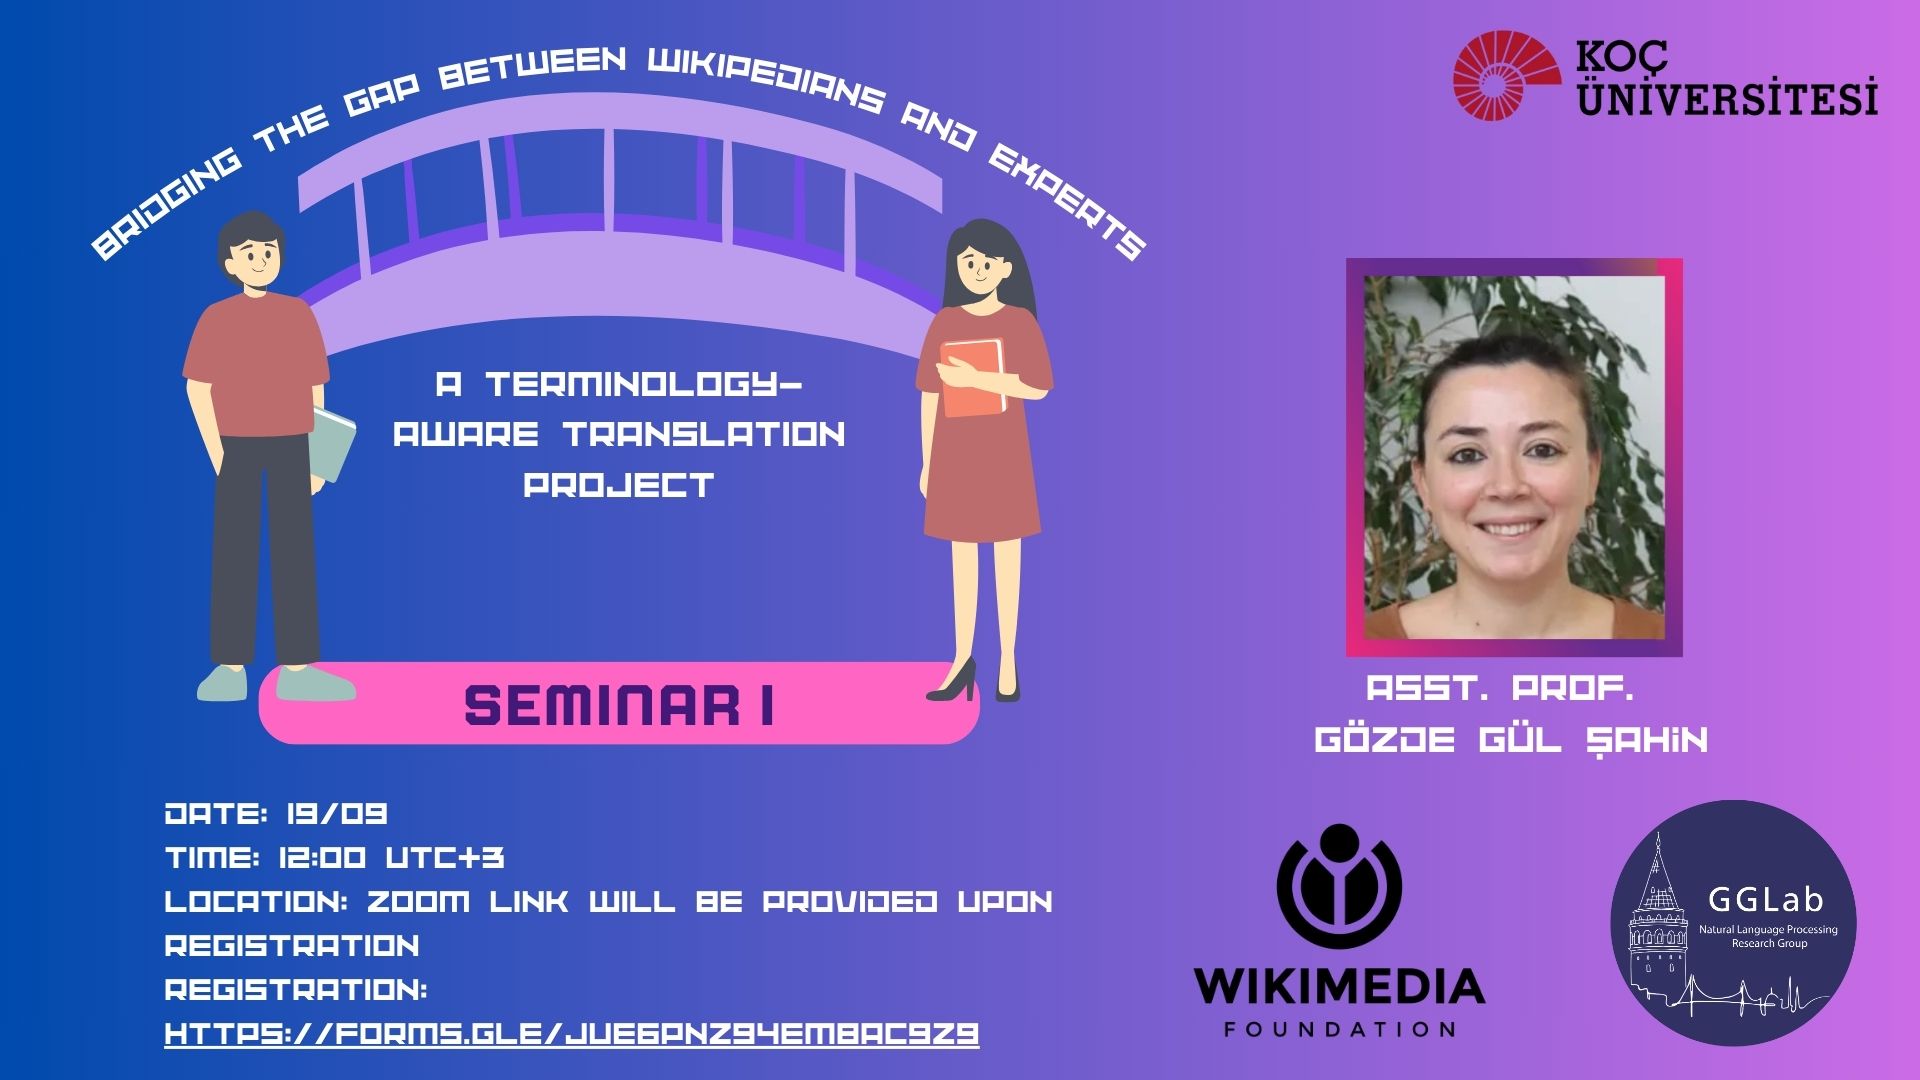 BRIDGING THE GAP BETWEEN WIKIPEDIANS AND EXPERTS
A TERMINOLOGY-
AWARE TRANSLATION
PROJECT
SEMINAR I
DATE: 19/09
TIME: 12:00 UTC+3
LOCATION: ZOOM LINK WILL BE PROVIDED UPON
REGISTRATION
REGISTRATION:
HTTPS://FORMS.GLE/JUE6PNZ94EM8AC9Z9
KOÇ
ÜNİVERSİTESİ
ASST. PROF.
GÖZDE GÜL ŞAHİN
WIKIMEDIA
FOUNDATION
GGLab
Natural Language Processing
Research Group